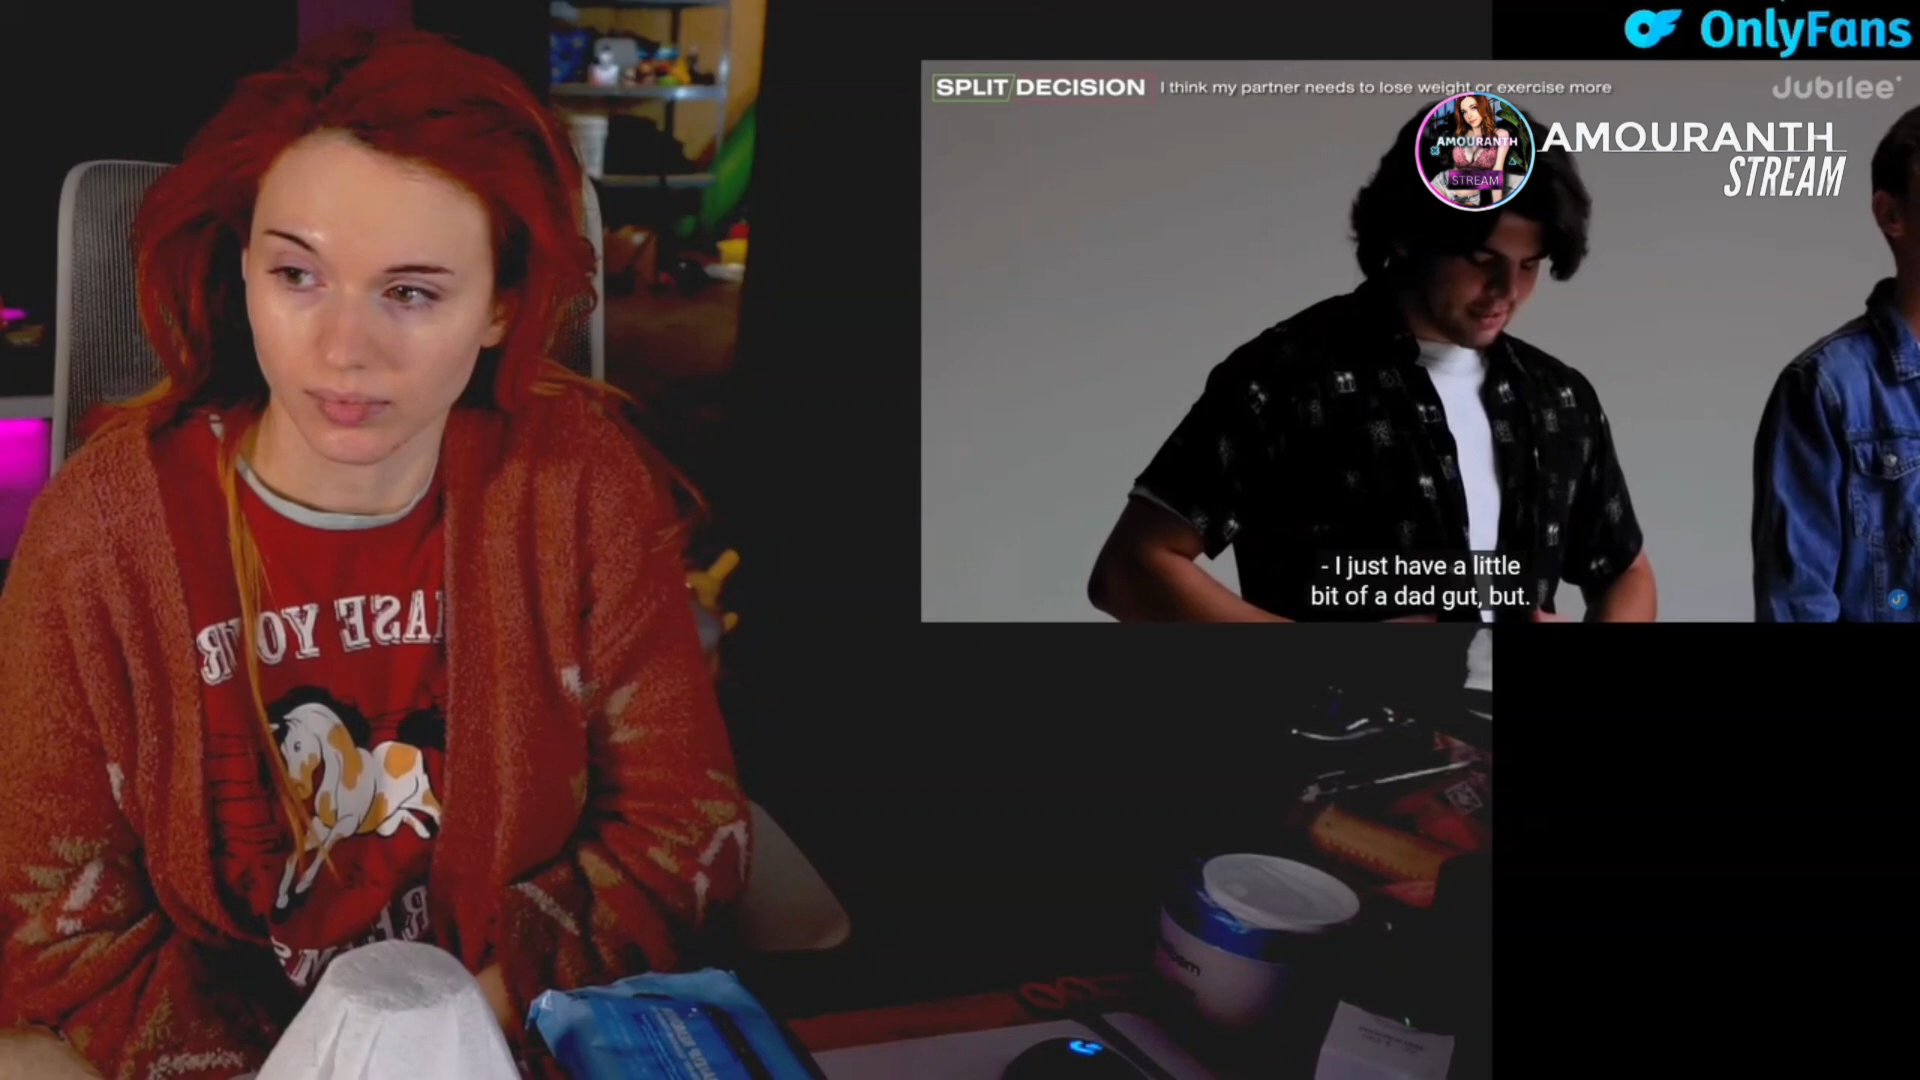 OnlyFans
SPLIT DECISION
I think my partner needs to lose weight or exercise more
Jubilee
AMOURANTH
STREAM
AMOURANTH
STREAM
- I just have a little
bit of a dad gut, but.
YOUR